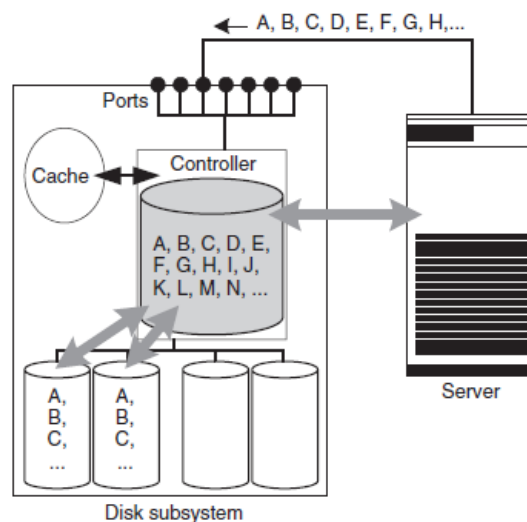 A, B, C, D, E, F, G, H,...
Ports
Controller
Cache
A, B, C, D, E,
F, G, H, I, J,
K, L, M, N, ...
A,
B,
C,
...
A,
B,
C,
...
Server
Disk subsystem